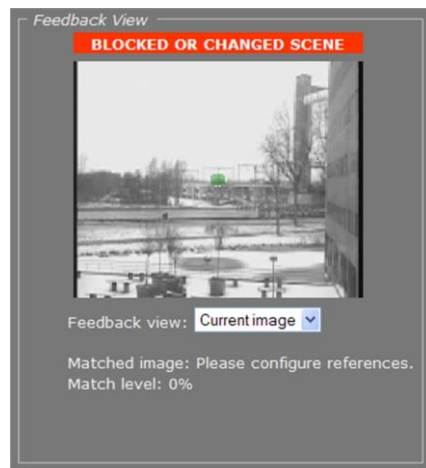 Feedback View
BLOCKED OR CHANGED SCENE
Feedback view: Current image
Matched image: Please configure references.
Match level: 0%